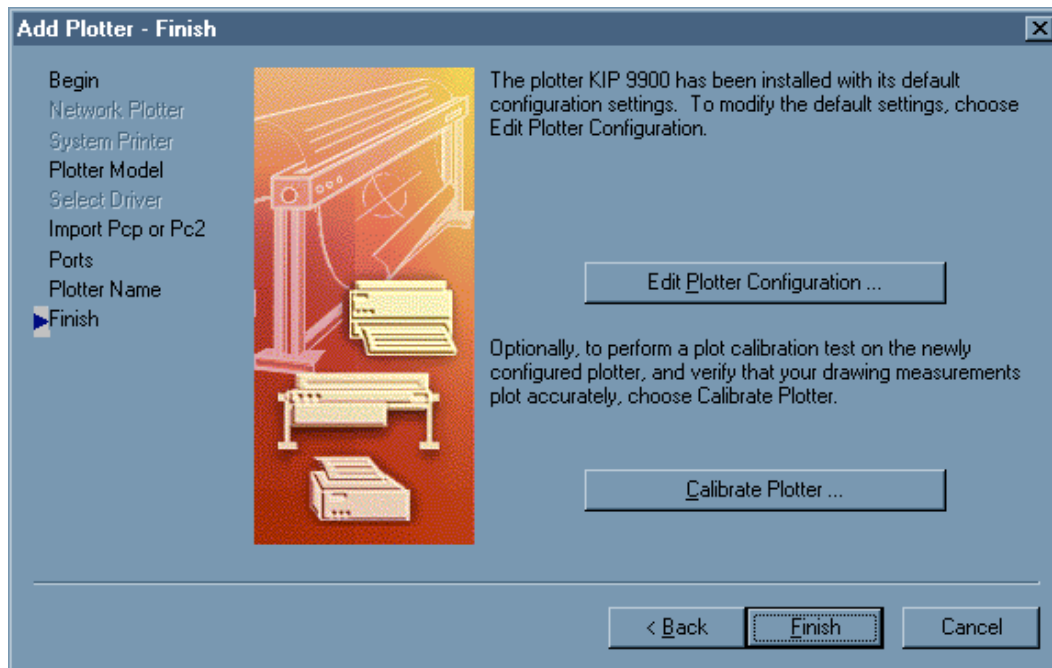 Add Plotter - Finish
Begin
Network Plotter
System Printer
Plotter Model
Select Driver
Import Pcp or Pc2
Ports
Plotter Name
Finish
The plotter KIP 9900 has been installed with its default
configuration settings.  To modify the default settings, choose
Edit Plotter Configuration.
Edit Plotter Configuration ...
Optionally, to perform a plot calibration test on the newly
configured plotter, and verify that your drawing measurements
plot accurately, choose Calibrate Plotter.
Calibrate Plotter ...
< Back
Finish
Cancel